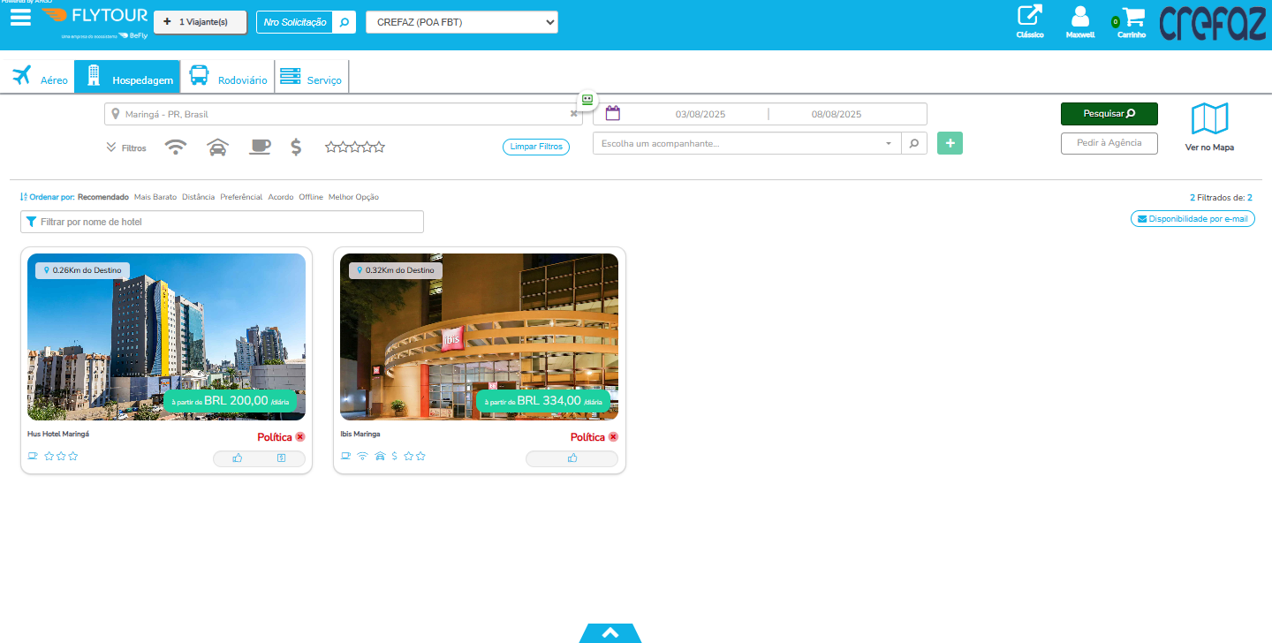 Powered by ARGO
FLYTOUR
Uma empresa do ecossistema BeFly
+ 1 Viajante(s)
Nro Solicitação
CREFAZ (POA FBT)
Clássico
Maxwell
0
Carrinho
crefaz
Aéreo
Hospedagem
Rodoviário
Serviço
Maringá - PR, Brasil
03/08/2025
08/08/2025
Pesquisar
Filtros
Limpar Filtros
Escolha um acompanhante...
Pedir à Agência
Ver no Mapa
Ordenar por: Recomendado Mais Barato Distância Preferêncial Acordo Offline Melhor Opção
2 Filtrados de: 2
Filtrar por nome de hotel
Disponibilidade por e-mail
0.26Km do Destino
à partir de BRL 200,00 /diária
Hus Hotel Maringá
Política
0.32Km do Destino
ibis
à partir de BRL 334,00 /diária
Ibis Maringa
Política